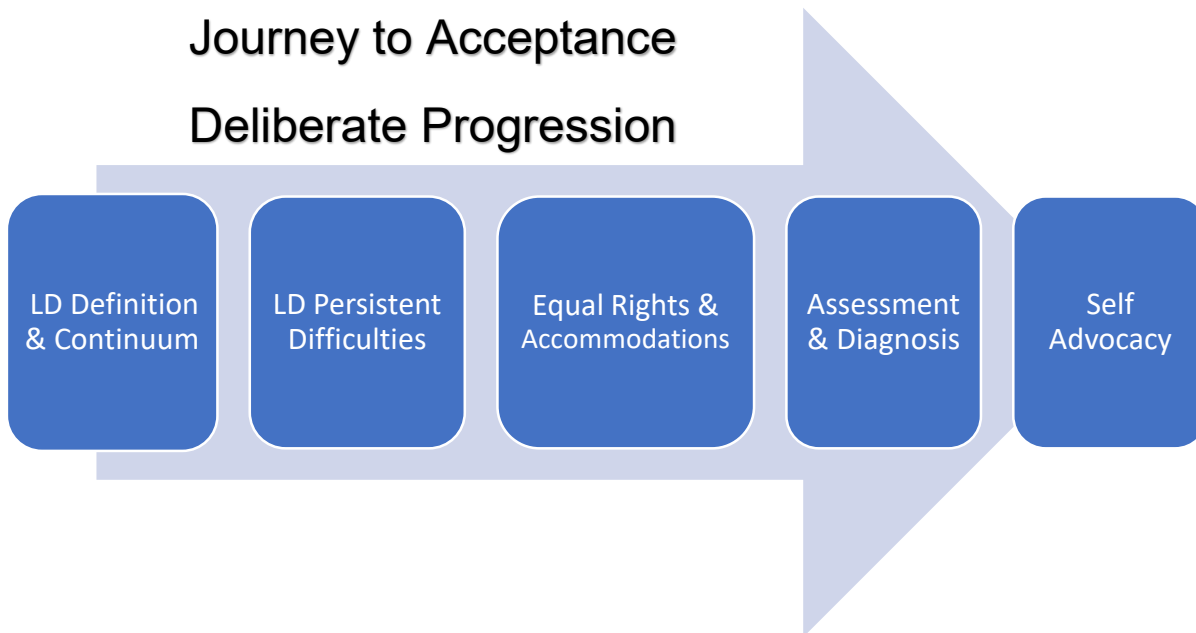 Journey to Acceptance
Deliberate Progression
LD Definition
& Continuum
LD Persistent
Difficulties
Equal Rights &
Accommodations
Assessment
& Diagnosis
Self
Advocacy